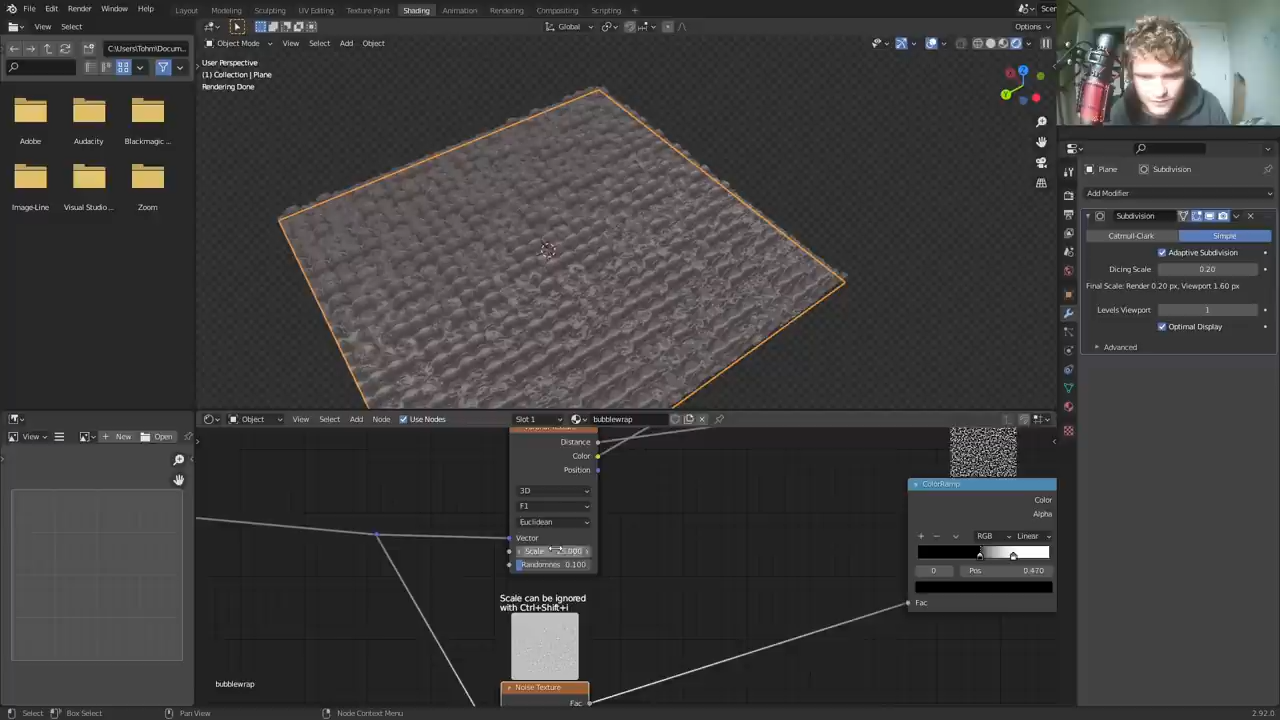 File Edit Render Window Help
Layout Modeling Sculpting UV Editing Texture Paint Shading Animation Rendering Compositing Scripting
Scen
View Select
Global
Options
C:\Users\Tohm\Docum...
Object Mode View Select Add Object
User Perspective
(1) Collection | Plane
Rendering Done
Adobe Audacity Blackmagic ...
Image-Line Visual Studio ... Zoom
Plane Subdivision
Add Modifier
Subdivision
Catmull-Clark Simple
Adaptive Subdivision
Dicing Scale 0.20
Final Scale: Render 0.20 px, Viewport 1.60 px
Levels Viewport 1
Optimal Display
Advanced
View New Open
Object View Select Add Node Use Nodes Slot 1 bubblewrap
Distance
Color
Position
3D
F1
Euclidean
Vector
Scale
Randomnes 0.100
ColorRamp
Color
Alpha
RGB Linear
0 Pos 0.470
Fac
Scale can be ignored
with Ctrl+Shift+i
Noise Texture
Fac
bubblewrap
Select Box Select Pan View Node Context Menu 2.92.0